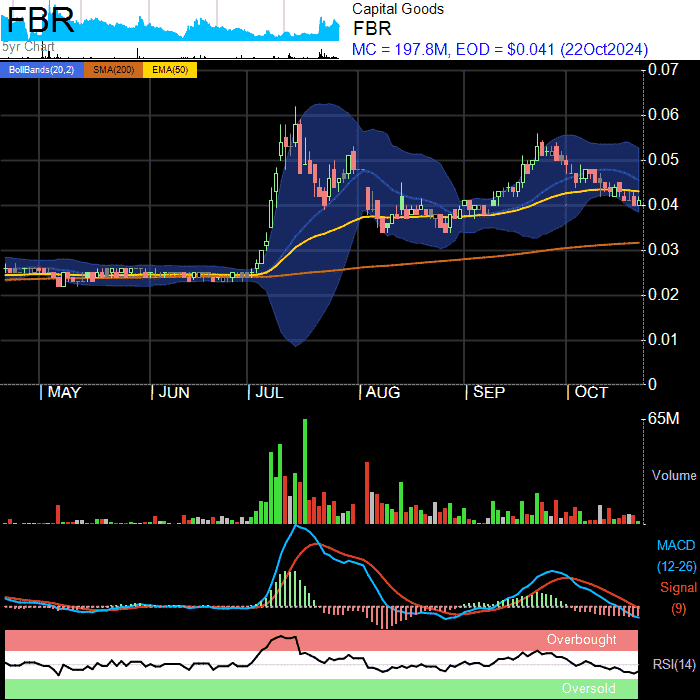 FBR
5yr Chart
Capital Goods
FBR
MC = 197.8M, EOD = $0.041 (22Oct2024)
BollBands(20,2) SMA(200) EMA(50)
0.07
0.06
0.05
0.04
0.03
0.02
0.01
0
MAY JUN JUL AUG SEP OCT
65M
Volume
MACD
(12-26)
Signal
(9)
Overbought
RSI(14)
Oversold